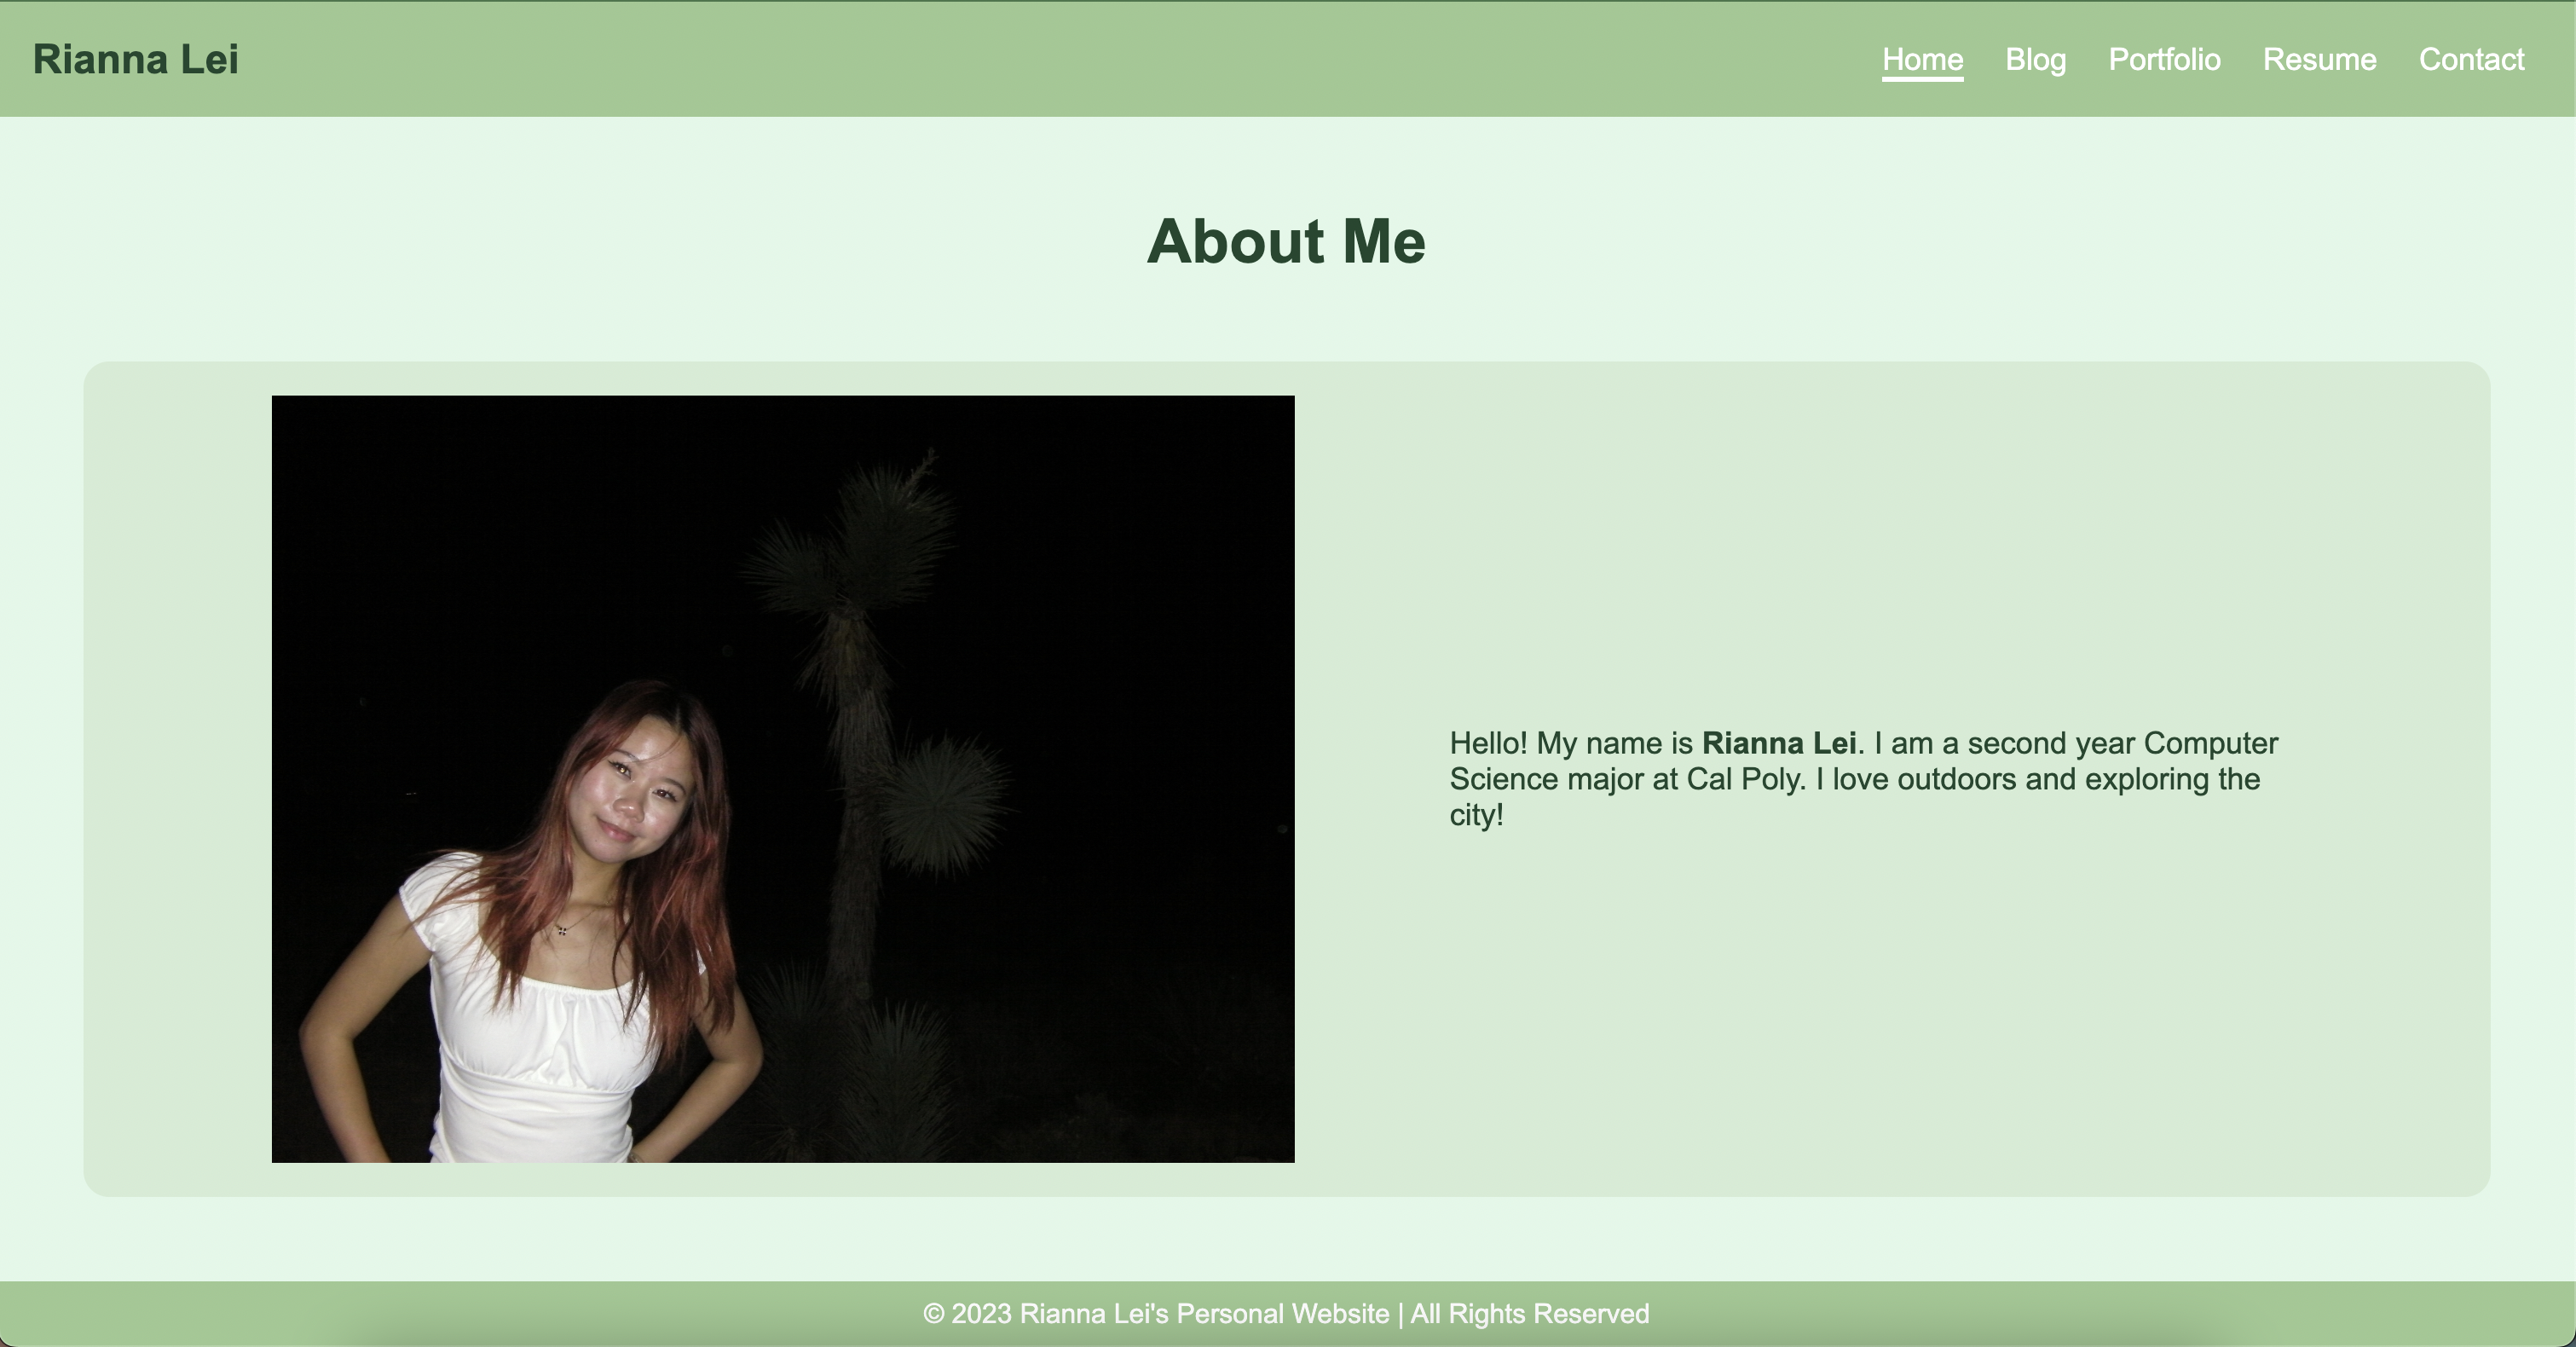 Rianna Lei
Home Blog Portfolio Resume Contact
About Me
Hello! My name is Rianna Lei. I am a second year Computer
Science major at Cal Poly. I love outdoors and exploring the
city!
© 2023 Rianna Lei's Personal Website | All Rights Reserved